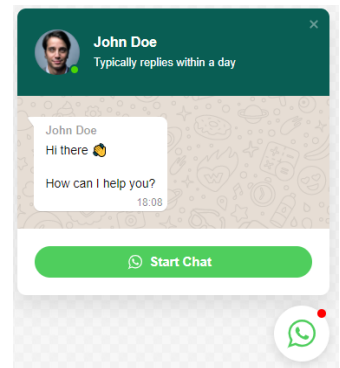 John Doe
Typically replies within a day
John Doe
Hi there 👋
How can I help you?
18:08
Start Chat